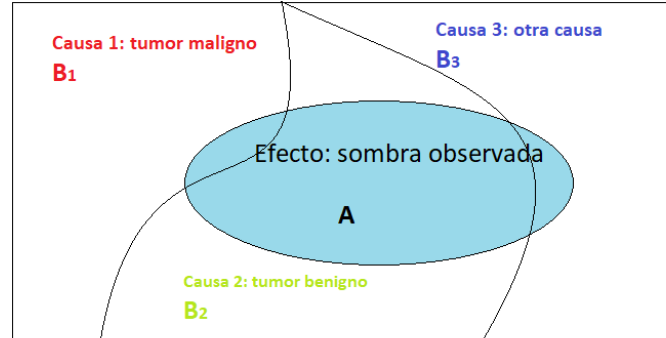 Causa 1: tumor maligno
B1
Causa 3: otra causa
B3
Efecto: sombra observada
A
Causa 2: tumor benigno
B2